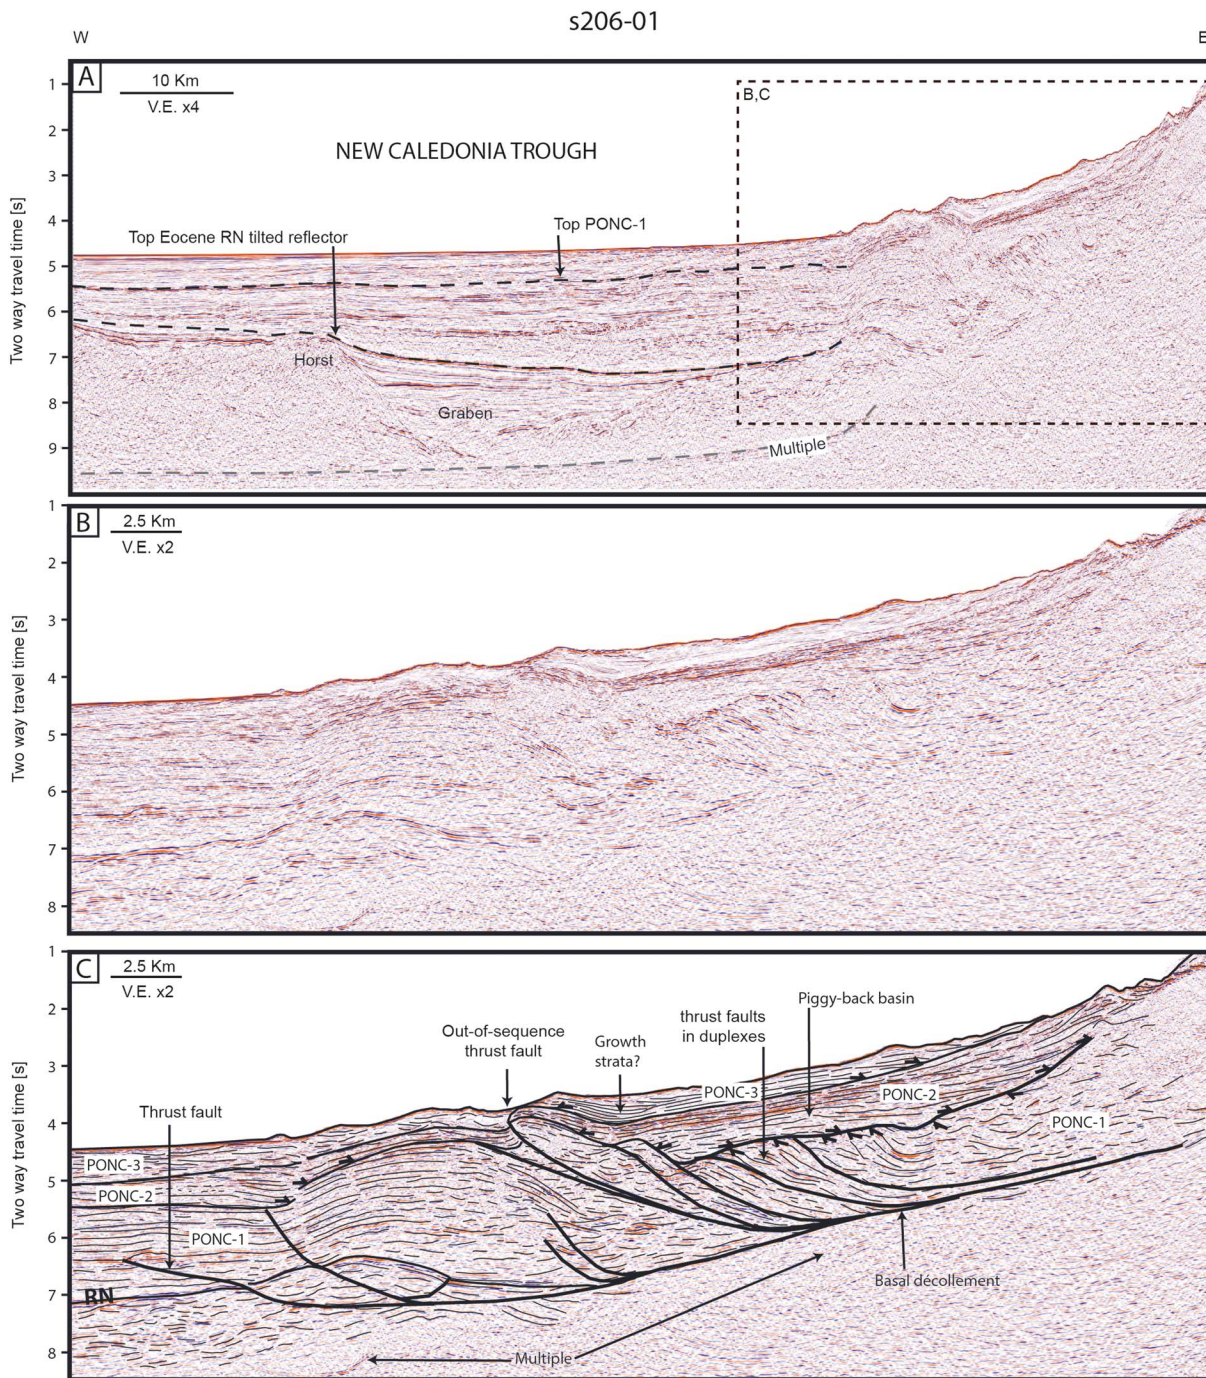 s206-01
W
E
A
10 Km
V.E. x4
B,C
NEW CALEDONIA TROUGH
Top Eocene RN tilted reflector
Top PONC-1
Horst
Graben
Multiple
Two way travel time [s]
1
2
3
4
5
6
7
8
9
B
2.5 Km
V.E. x2
Two way travel time [s]
1
2
3
4
5
6
7
8
C
2.5 Km
V.E. x2
Two way travel time [s]
1
2
3
4
5
6
7
8
Piggy-back basin
thrust faults
in duplexes
Out-of-sequence
thrust fault
Growth
strata?
Thrust fault
PONC-3
PONC-2
PONC-1
PONC-3
PONC-2
PONC-1
RN
Basal décollement
Multiple